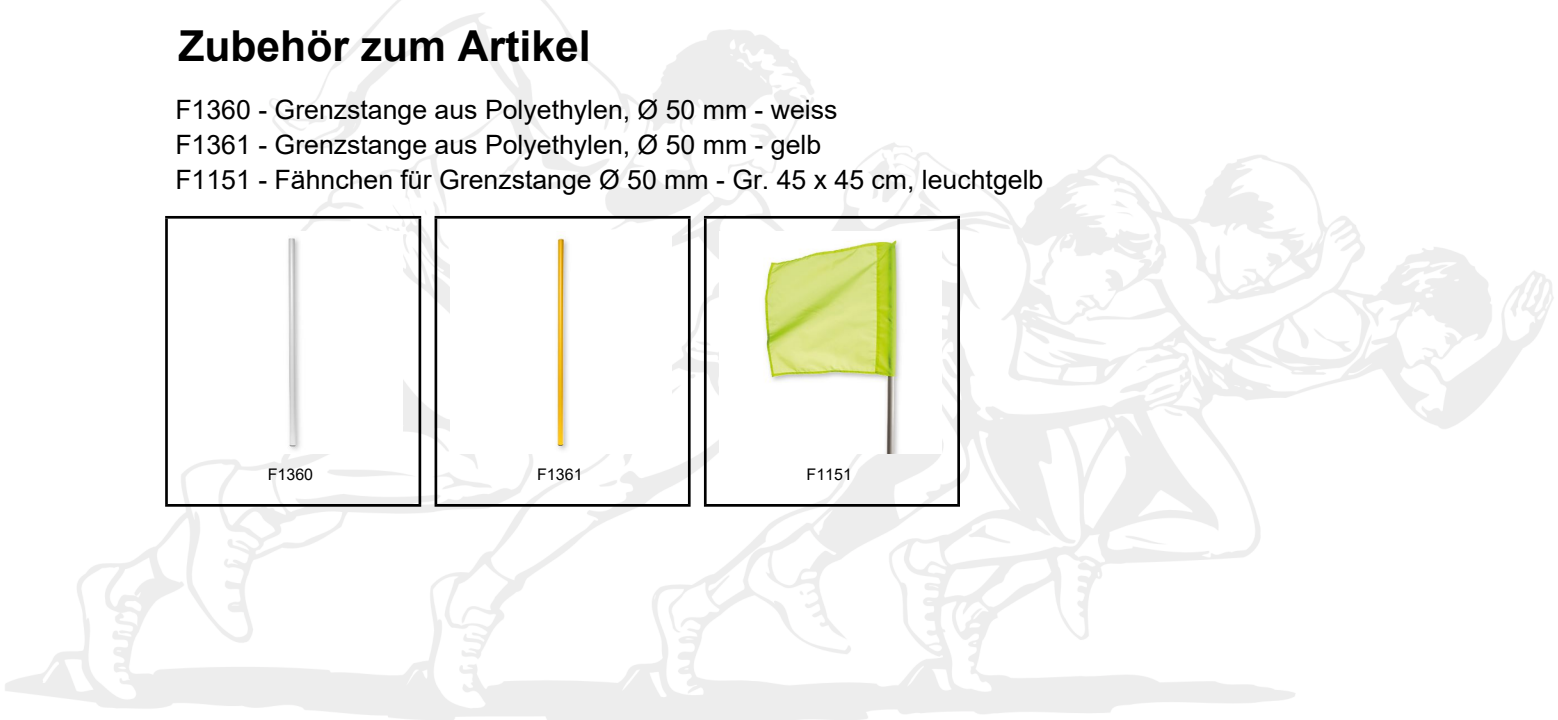 Zubehör zum Artikel
F1360 - Grenzstange aus Polyethylen, Ø 50 mm - weiss
F1361 - Grenzstange aus Polyethylen, Ø 50 mm - gelb
F1151 - Fähnchen für Grenzstange Ø 50 mm - Gr. 45 x 45 cm, leuchtgelb
F1360
F1361
F1151